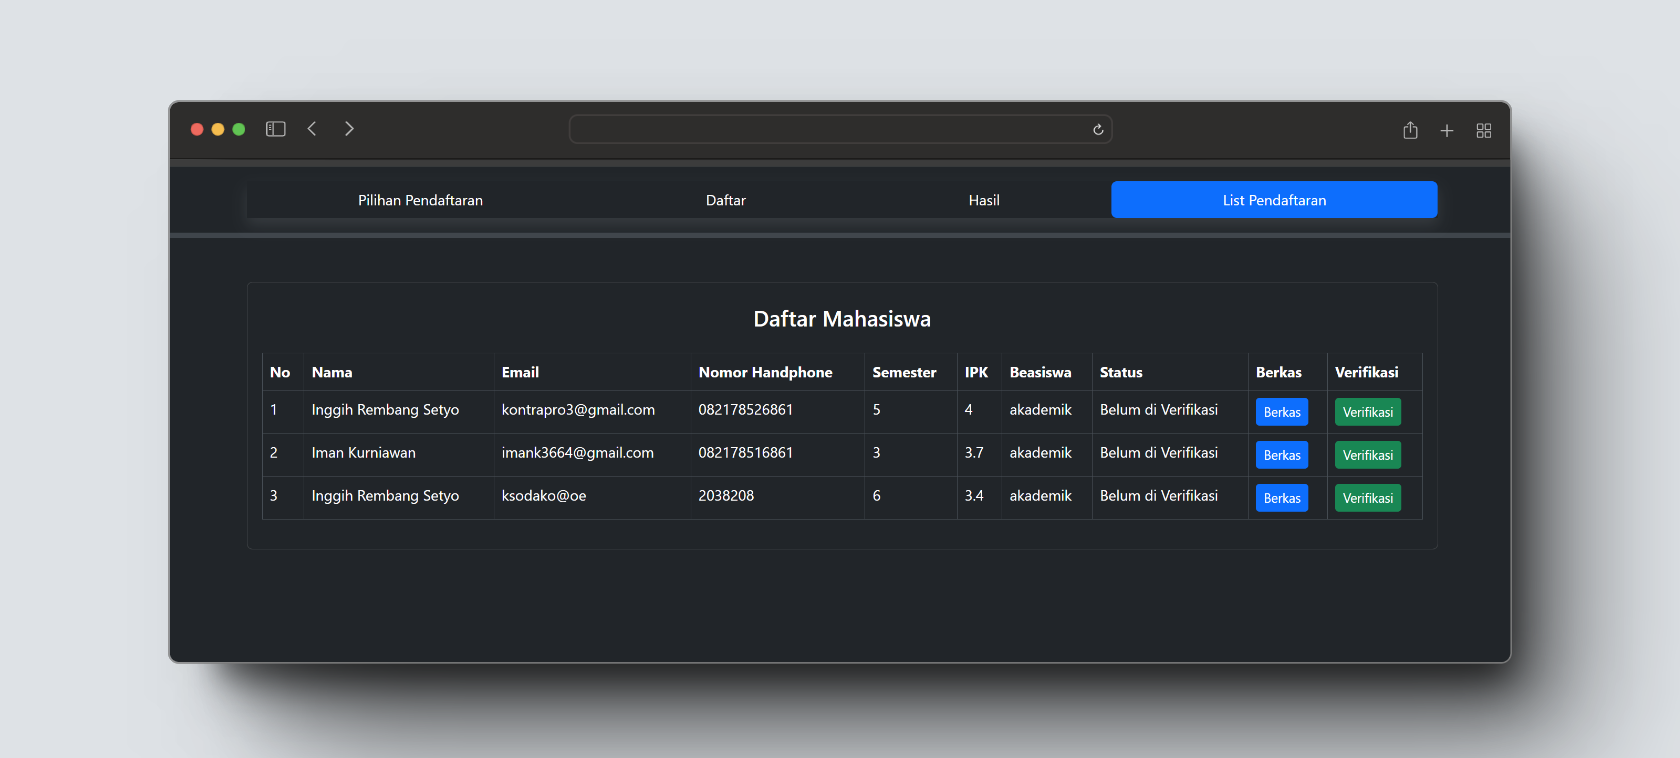 Pilihan Pendaftaran Daftar Hasil List Pendaftaran
Daftar Mahasiswa
No Nama Email Nomor Handphone Semester IPK Beasiswa Status Berkas Verifikasi
1 Inggih Rembang Setyo kontrapro3@gmail.com 082178526861 5 4 akademik Belum di Verifikasi Berkas Verifikasi
2 Iman Kurniawan imank3664@gmail.com 082178516861 3 3.7 akademik Belum di Verifikasi Berkas Verifikasi
3 Inggih Rembang Setyo ksodako@oe 2038208 6 3.4 akademik Belum di Verifikasi Berkas Verifikasi